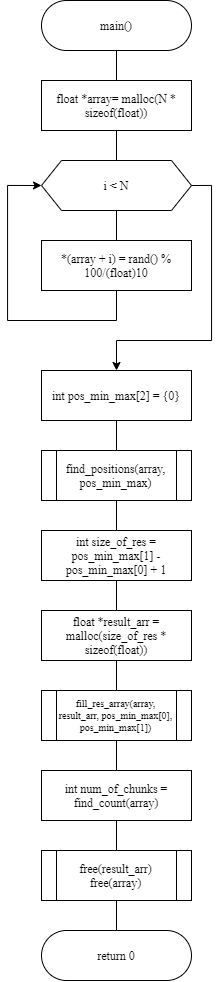 main()
float *array= malloc(N *
sizeof(float))
i < N
*(array + i) = rand() %
100/(float)10
int pos_min_max[2] = {0}
find_positions(array,
pos_min_max)
int size_of_res =
pos_min_max[1] -
pos_min_max[0] + 1
float *result_arr =
malloc(size_of_res *
sizeof(float))
fill_res_array(array,
result_arr, pos_min_max[0],
pos_min_max[1])
int num_of_chunks =
find_count(array)
free(result_arr)
free(array)
return 0